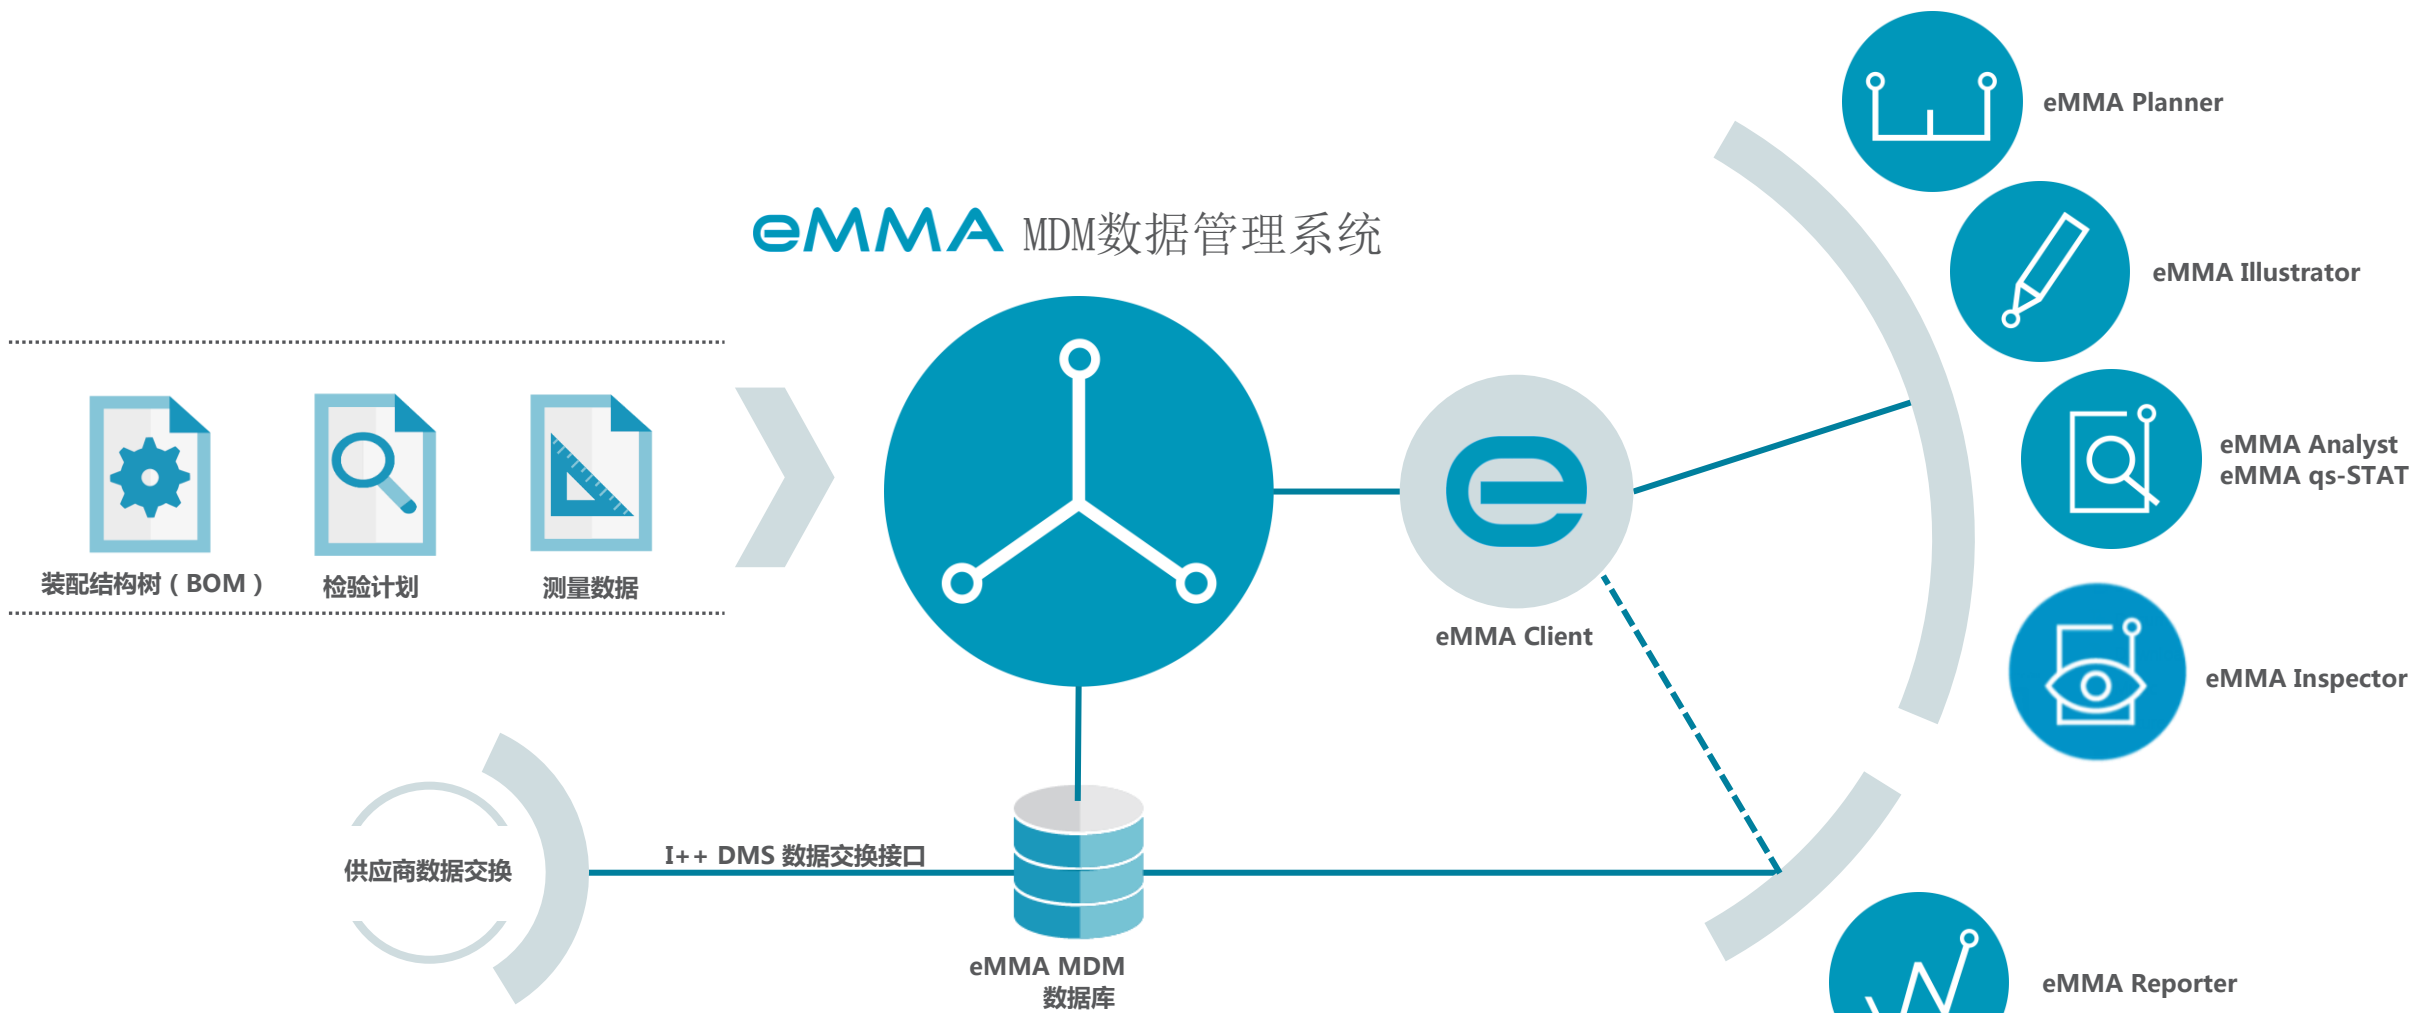 eMMA Planner
eMMA MDM数据管理系统
eMMA Illustrator
eMMA Analyst
eMMA qs-STAT
装配结构树（BOM）
检验计划
测量数据
eMMA Client
eMMA Inspector
供应商数据交换
I++ DMS 数据交换接口
eMMA MDM
数据库
eMMA Reporter